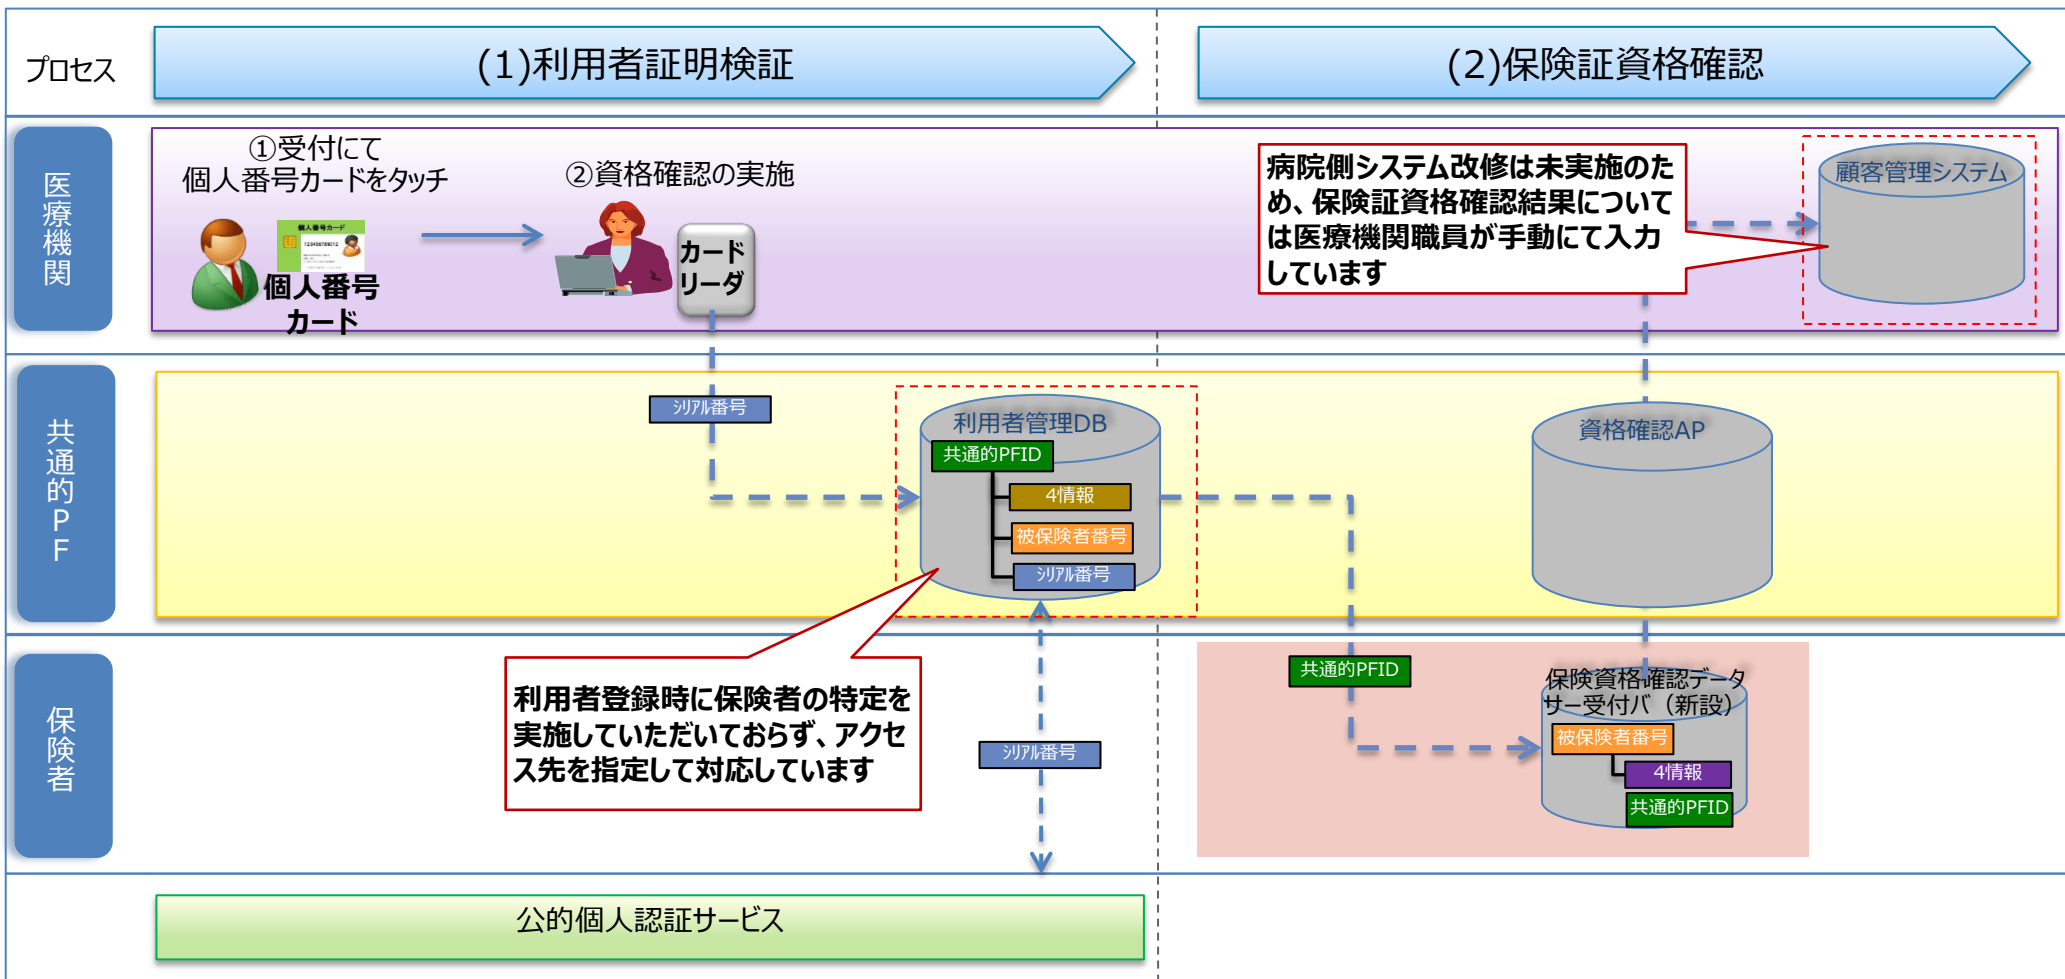 プロセス
(1)利用者証明検証
(2)保険証資格確認
医療機関
①受付にて
個人番号カードをタッチ
②資格確認の実施
個人番号カード
123456789012
個人番号
カード
カード
リーダ
病院側システム改修は未実施のた
め、保険証資格確認結果について
は医療機関職員が手動にて入力
しています
顧客管理システム
共通的PF
シリアル番号
利用者管理DB
共通的PFID
4情報
被保険者番号
シリアル番号
資格確認AP
保険者
利用者登録時に保険者の特定を
実施していただいておらず、アクセ
ス先を指定して対応しています
シリアル番号
共通的PFID
保険資格確認データ
サー受付バ（新設）
被保険者番号
4情報
共通的PFID
公的個人認証サービス